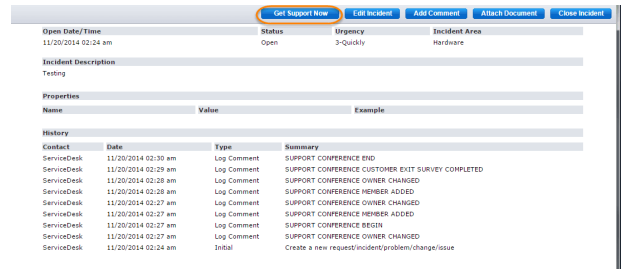 Get Support Now Edit Incident Add Comment Attach Document Close Incident
Open Date/Time Status Urgency Incident Area
11/20/2014 02:24 am Open 3-Quickly Hardware
Incident Description
Testing
Properties
Name Value Example
History
Contact Date Type Summary
ServiceDesk 11/20/2014 02:30 am Log Comment SUPPORT CONFERENCE END
ServiceDesk 11/20/2014 02:29 am Log Comment SUPPORT CONFERENCE CUSTOMER EXIT SURVEY COMPLETED
ServiceDesk 11/20/2014 02:28 am Log Comment SUPPORT CONFERENCE OWNER CHANGED
ServiceDesk 11/20/2014 02:28 am Log Comment SUPPORT CONFERENCE MEMBER ADDED
ServiceDesk 11/20/2014 02:27 am Log Comment SUPPORT CONFERENCE OWNER CHANGED
ServiceDesk 11/20/2014 02:27 am Log Comment SUPPORT CONFERENCE MEMBER ADDED
ServiceDesk 11/20/2014 02:27 am Log Comment SUPPORT CONFERENCE BEGIN
ServiceDesk 11/20/2014 02:27 am Log Comment SUPPORT CONFERENCE OWNER CHANGED
ServiceDesk 11/20/2014 02:24 am Initial Create a new request/incident/problem/change/issue